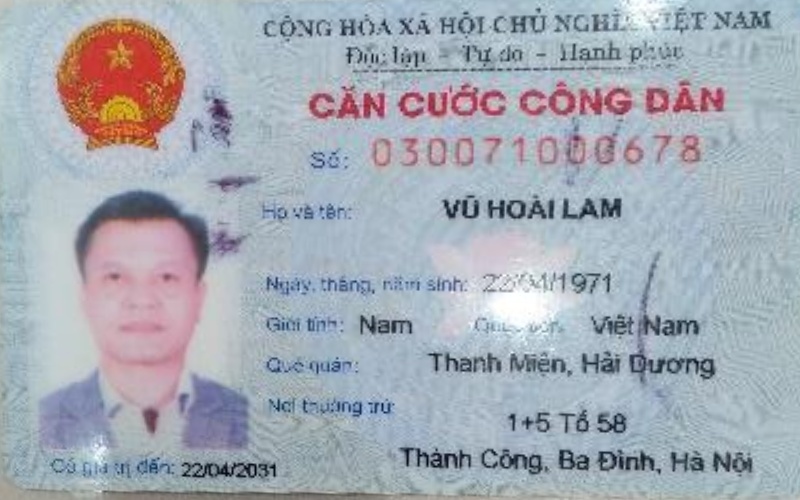 CỘNG HÒA XÃ HỘI CHỦ NGHĨA VIỆT NAM
Độc lập - Tự do - Hạnh phúc
CĂN CƯỚC CÔNG DÂN
Số: 030071000678
Họ và tên: VŨ HOÀI LAM
Ngày, tháng, năm sinh: 22/04/1971
Giới tính: Nam Quốc tịch: Việt Nam
Quê quán: Thanh Miện, Hải Dương
Nơi thường trú:
1+5 Tổ 58
Thành Công, Ba Đình, Hà Nội
Có giá trị đến: 22/04/2031